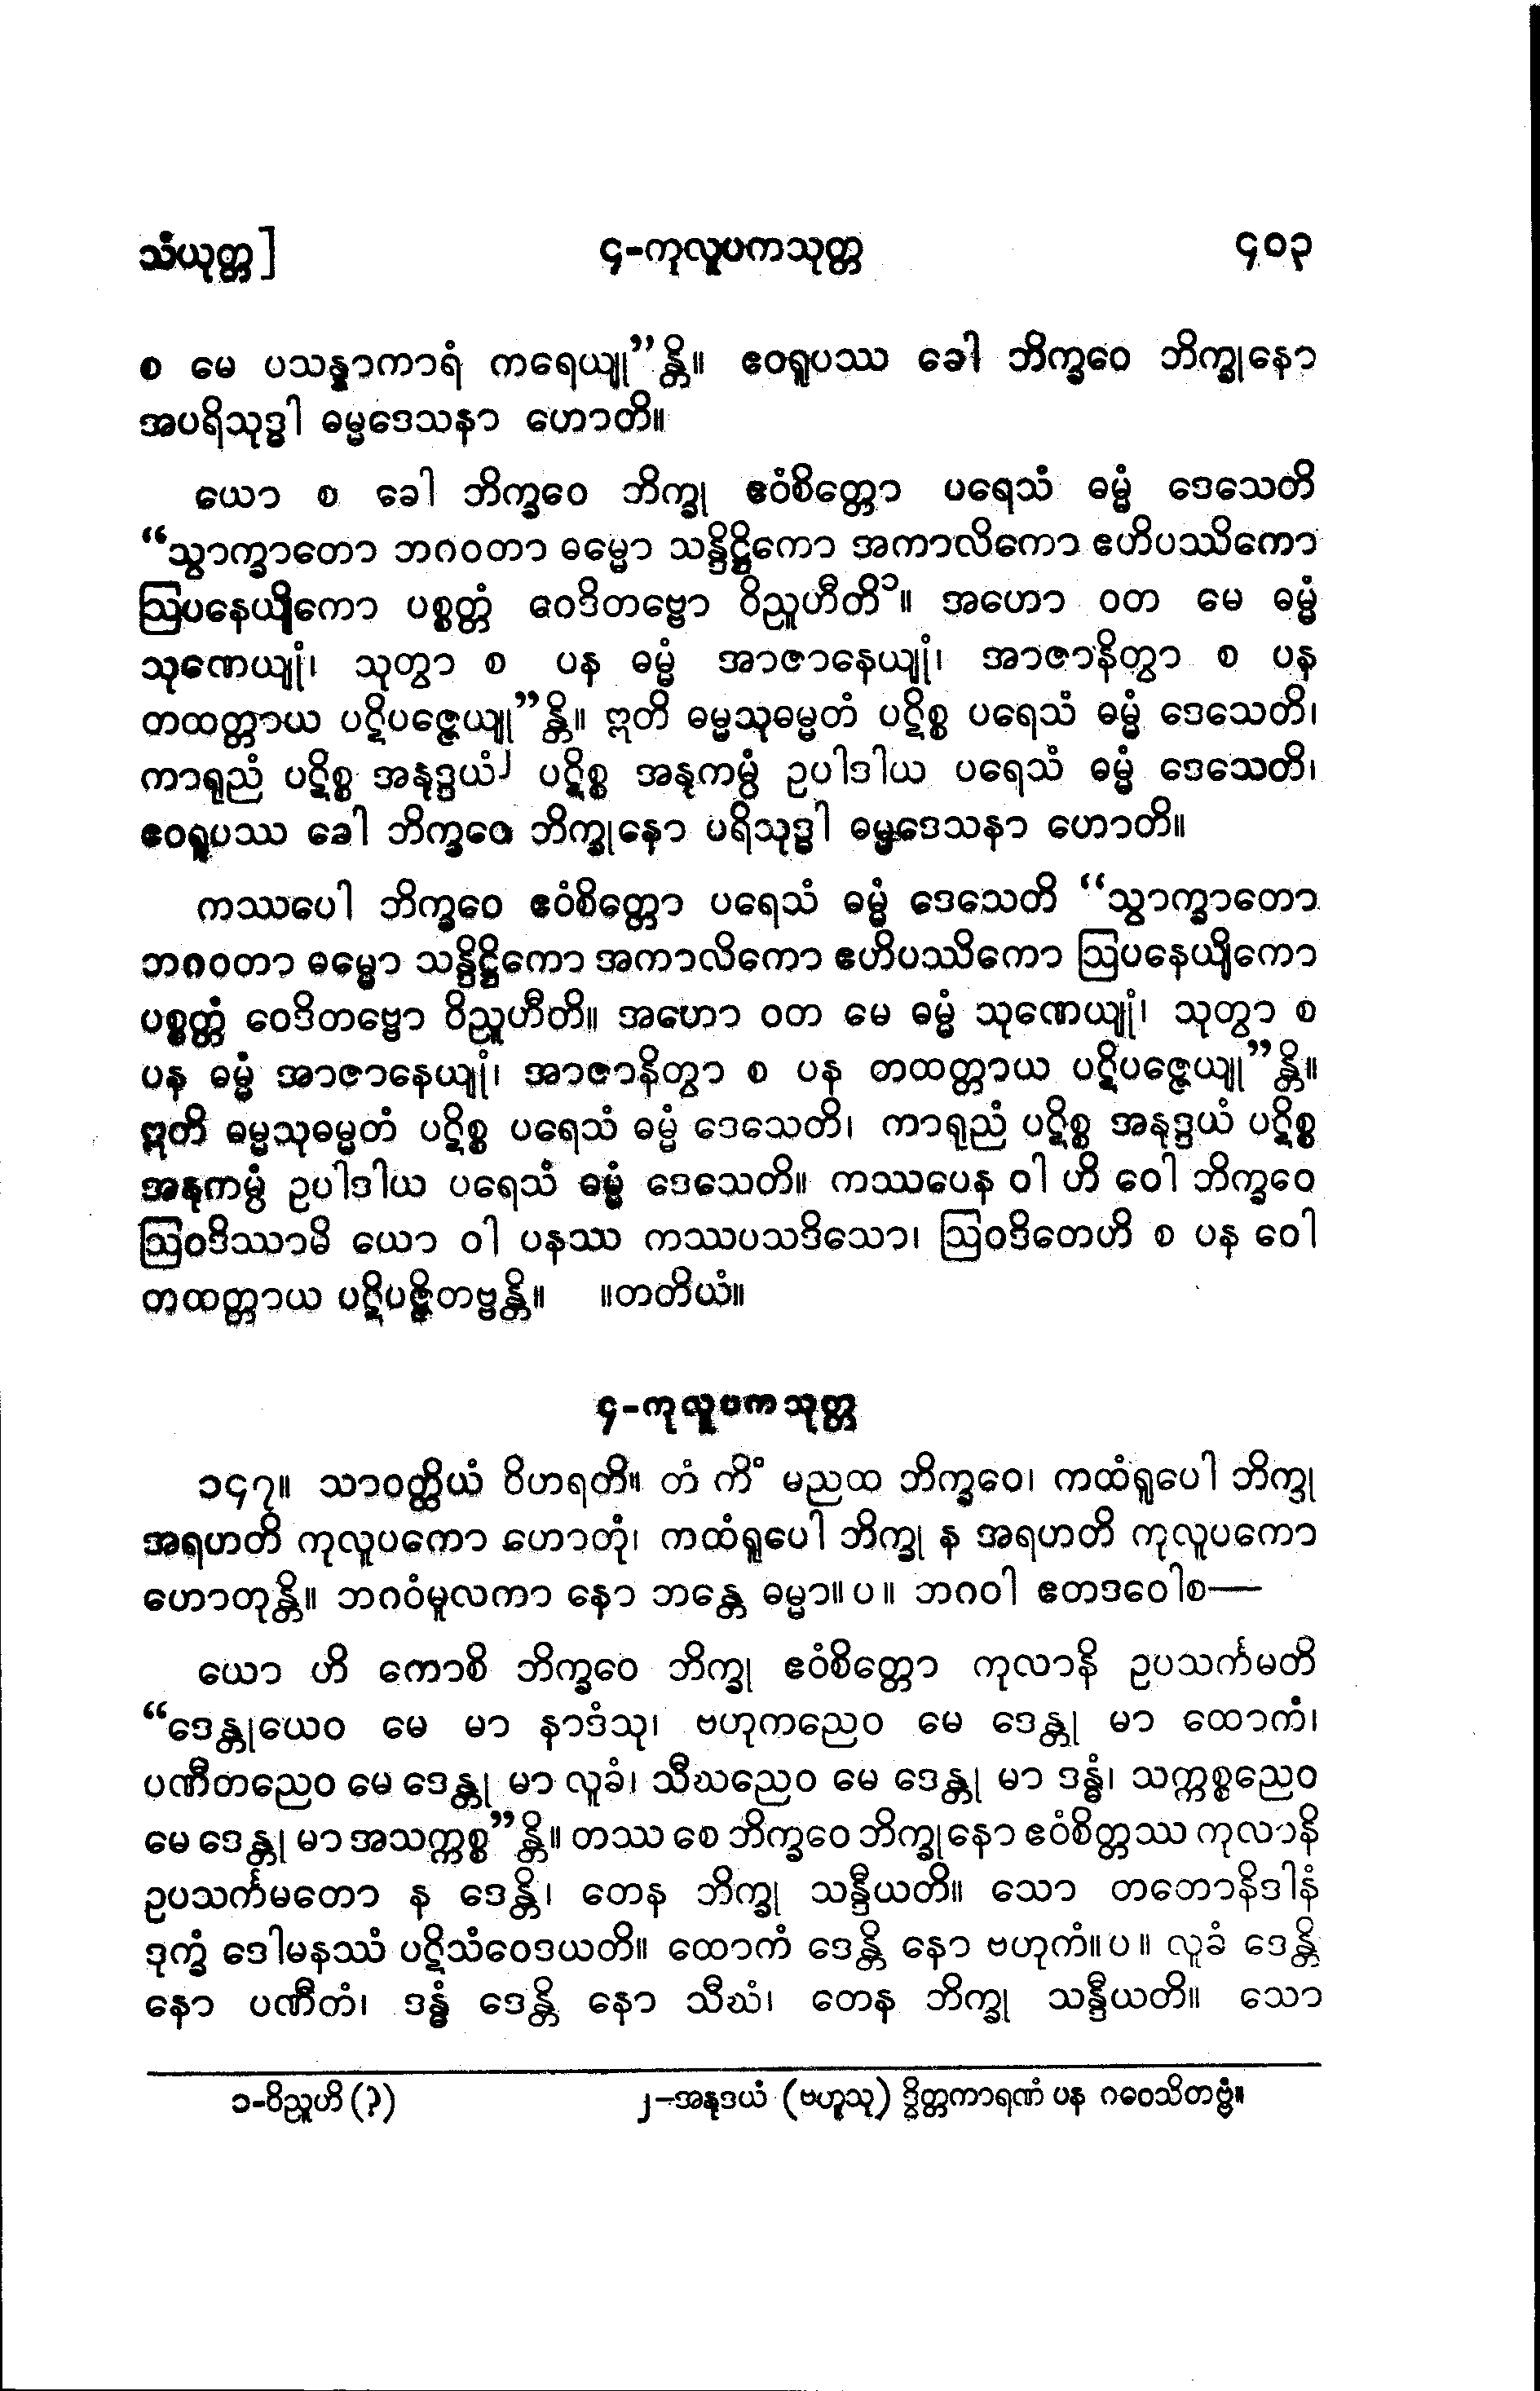 သံယုတ္တ] ၄-ကုလူပကသုတ္တ ၄၀၃
စ မေ ပသန္နာကာရံ ကရေယျု”န္တိ။ ဧဝရူပဿ ခေါ ဘိက္ခဝေ ဘိက္ခုနော
အပရိသုဒ္ဓါ ဓမ္မဒေသနာ ဟောတိ။
ယော စ ခေါ ဘိက္ခဝေ ဘိက္ခု ဧဝံစိတ္တော ပရေသံ ဓမ္မံ ဒေသေတိ
“သွာက္ခာတော ဘဂဝတာ ဓမ္မော သန္ဒိဋ္ဌိကော အကာလိကော ဧဟိပဿိကော
ဩပနေယျိကော ပစ္စတ္တံ ဝေဒိတဗ္ဗော ဝိညူဟီတိ၁။ အဟော ဝတ မေ ဓမ္မံ
သုဏေယျုံ၊ သုတွာ စ ပန ဓမ္မံ အာဇာနေယျုံ၊ အာဇာနိတွာ စ ပန
တထတ္တာယ ပဋိပဇ္ဇေယျု”န္တိ။ ဣတိ ဓမ္မသုဓမ္မတံ ပဋိစ္စ ပရေသံ ဓမ္မံ ဒေသေတိ၊
ကာရုညံ ပဋိစ္စ အနုဒ္ဒယံ၂ ပဋိစ္စ အနုကမ္ပံ ဥပါဒါယ ပရေသံ ဓမ္မံ ဒေသေတိ၊
ဧဝရူပဿ ခေါ ဘိက္ခဝေ ဘိက္ခုနော ပရိသုဒ္ဓါ ဓမ္မဒေသနာ ဟောတိ။
ကဿပေါ ဘိက္ခဝေ ဧဝံစိတ္တော ပရေသံ ဓမ္မံ ဒေသေတိ “သွာက္ခာတော
ဘဂဝတာ ဓမ္မော သန္ဒိဋ္ဌိကော အကာလိကော ဧဟိပဿိကော ဩပနေယျိကော
ပစ္စတ္တံ ဝေဒိတဗ္ဗော ဝိညူဟီတိ။ အဟော ဝတ မေ ဓမ္မံ သုဏေယျုံ၊ သုတွာ စ
ပန ဓမ္မံ အာဇာနေယျုံ၊ အာဇာနိတွာ စ ပန တထတ္တာယ ပဋိပဇ္ဇေယျု”န္တိ။
ဣတိ ဓမ္မသုဓမ္မတံ ပဋိစ္စ ပရေသံ ဓမ္မံ ဒေသေတိ၊ ကာရုညံ ပဋိစ္စ အနုဒ္ဒယံ ပဋိစ္စ
အနုကမ္ပံ ဥပါဒါယ ပရေသံ ဓမ္မံ ဒေသေတိ။ ကဿပေန ဝါ ဟိ ဝေါ ဘိက္ခဝေ
ဩဝဒိဿာမိ ယော ဝါ ပနဿ ကဿပသဒိသော၊ ဩဝဒိတေဟိ စ ပန ဝေါ
တထတ္တာယ ပဋိပဇ္ဇိတဗ္ဗန္တိ။ ။တတိယံ။
၄-ကုလူပကသုတ္တ
၁၄၇။ သာဝတ္ထိယံ ဝိဟရတိ။ တံ ကိံ မညထ ဘိက္ခဝေ၊ ကထံရူပေါ ဘိက္ခု
အရဟတိ ကုလူပကော ဟောတုံ၊ ကထံရူပေါ ဘိက္ခု န အရဟတိ ကုလူပကော
ဟောတုန္တိ။ ဘဂဝံမူလကာ နော ဘန္တေ ဓမ္မာ။ပ။ ဘဂဝါ ဧတဒဝေါစ—
ယော ဟိ ကောစိ ဘိက္ခဝေ ဘိက္ခု ဧဝံစိတ္တော ကုလာနိ ဥပသင်္ကမတိ
“ဒေန္တုယေဝ မေ မာ နာဒံသု၊ ဗဟုကညေဝ မေ ဒေန္တု မာ ထောကံ၊
ပဏီတညေဝ မေ ဒေန္တု မာ လူခံ၊ သီဃညေဝ မေ ဒေန္တု မာ ဒန္ဓံ၊ သက္ကစ္စညေဝ
မေ ဒေန္တု မာ အသက္ကစ္စ”န္တိ။ တဿ စေ ဘိက္ခဝေ ဘိက္ခုနော ဧဝံစိတ္တဿ ကုလာနိ
ဥပသင်္ကမတော န ဒေန္တိ၊ တေန ဘိက္ခု သန္ဒီယတိ။ သော တတောနိဒါနံ
ဒုက္ခံ ဒေါမနဿံ ပဋိသံဝေဒယတိ။ ထောကံ ဒေန္တိ နော ဗဟုကံ။ပ။ လူခံ ဒေန္တိ
နော ပဏီတံ၊ ဒန္ဓံ ဒေန္တိ နော သီဃံ၊ တေန ဘိက္ခု သန္ဒီယတိ။ သော
၁-ဝိညူဟိ (?) ၂-အနုဒယံ (ဗဟူသု) ဒွိတ္တကာရဏံ ပန ဂဝေသိတဗ္ဗံ။